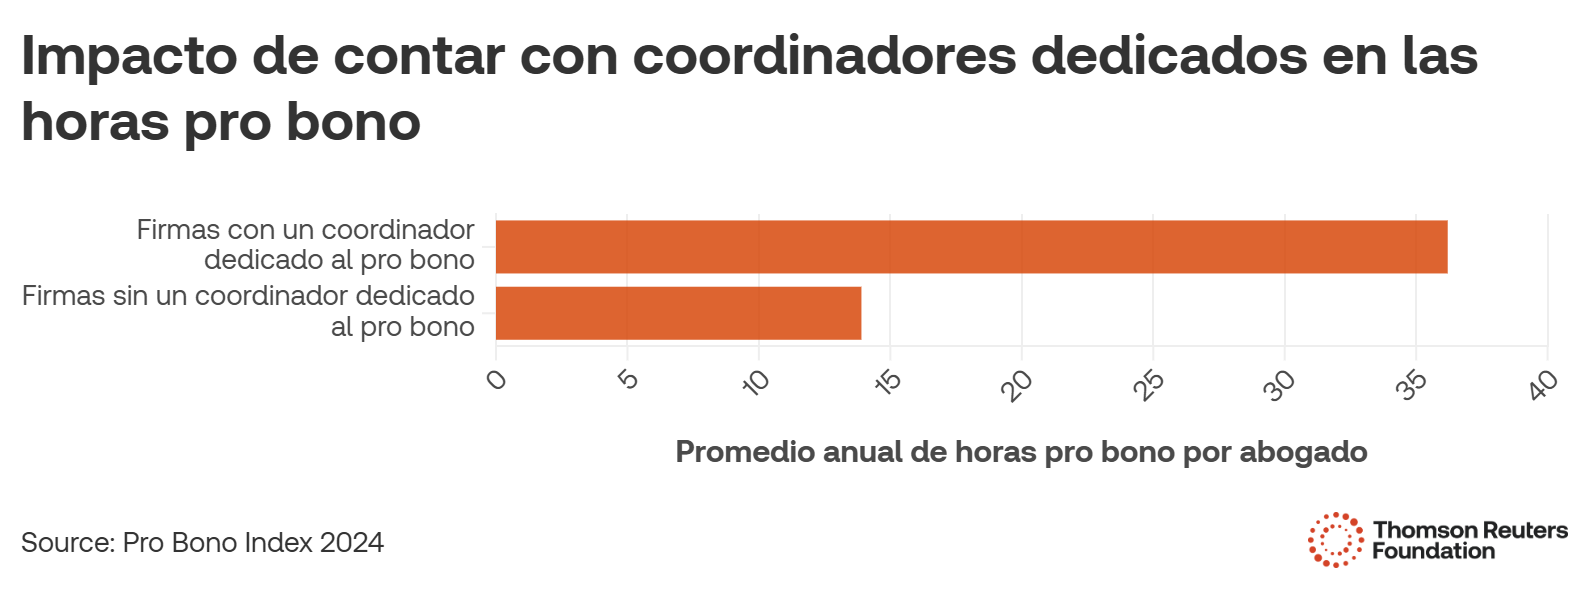 Impacto de contar con coordinadores dedicados en las
horas pro bono
Firmas con un coordinador
dedicado al pro bono
Firmas sin un coordinador dedicado
al pro bono
0
5
10
15
20
25
30
35
40
Promedio anual de horas pro bono por abogado
Source: Pro Bono Index 2024
Thomson Reuters
Foundation